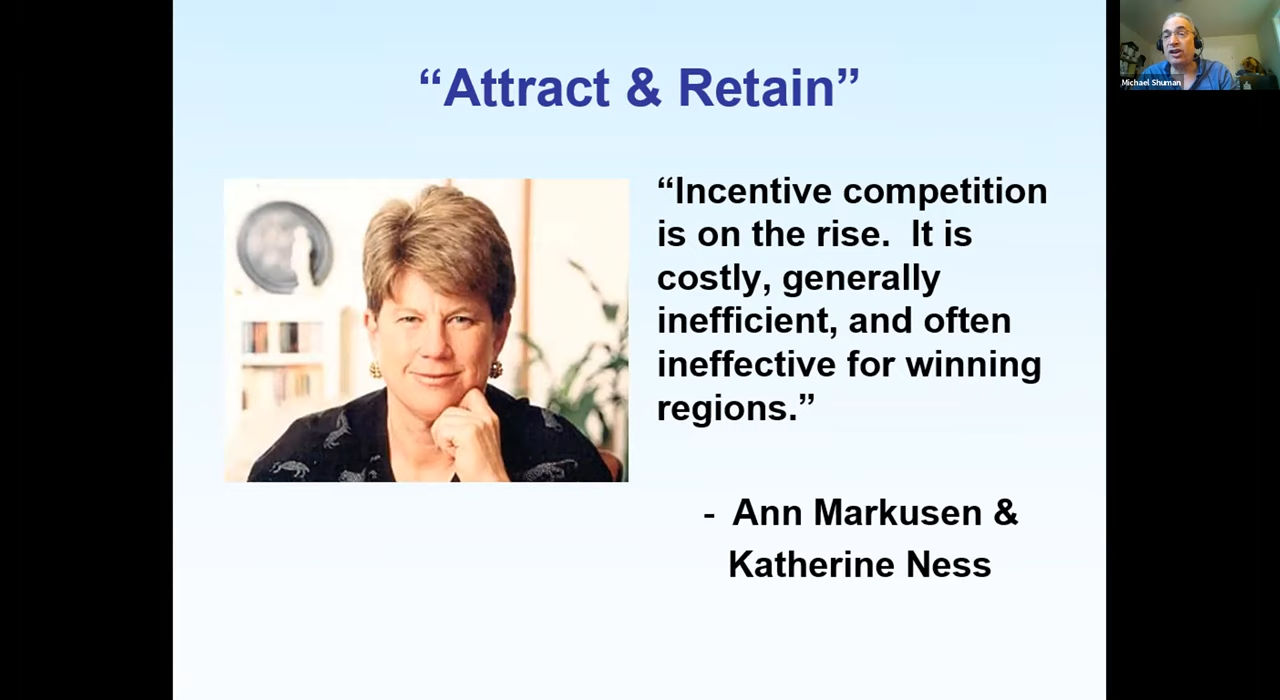 “Attract & Retain”
“Incentive competition
is on the rise.  It is
costly, generally
inefficient, and often
ineffective for winning
regions.”
-  Ann Markusen &
Katherine Ness
Michael Shuman